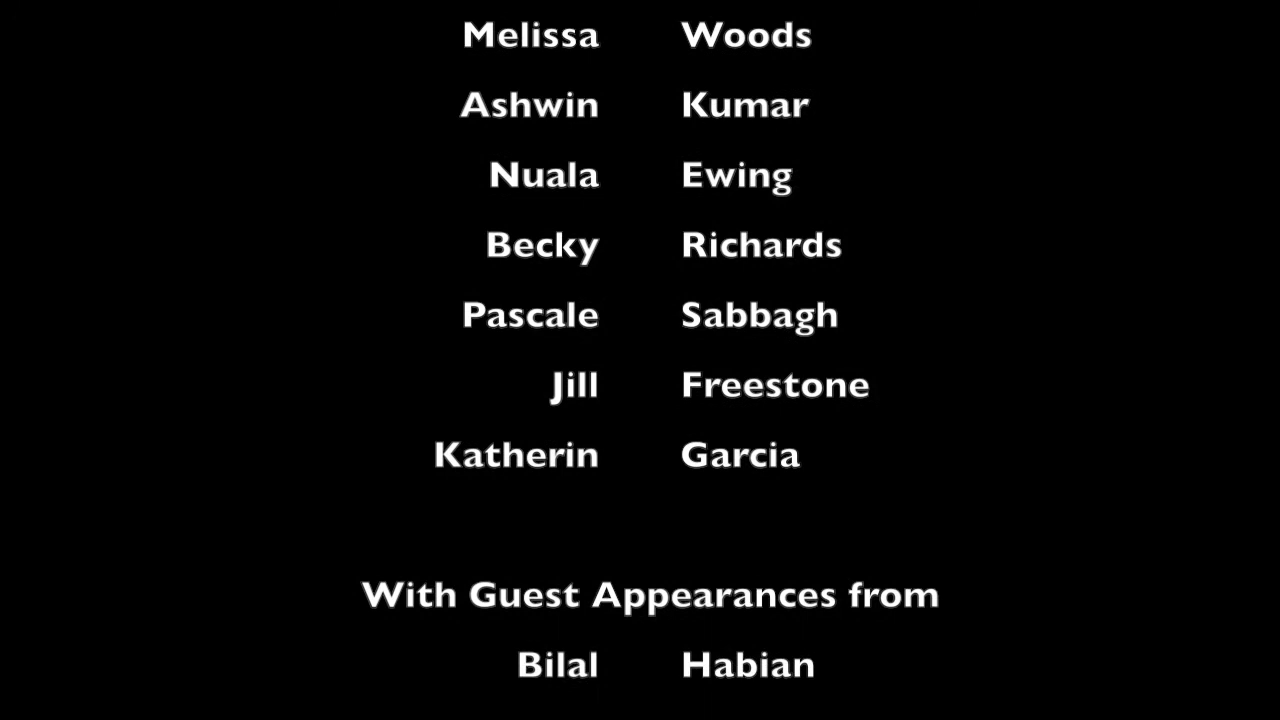 Melissa Woods
Ashwin Kumar
Nuala Ewing
Becky Richards
Pascale Sabbagh
Jill Freestone
Katherin Garcia
With Guest Appearances from
Bilal Habian